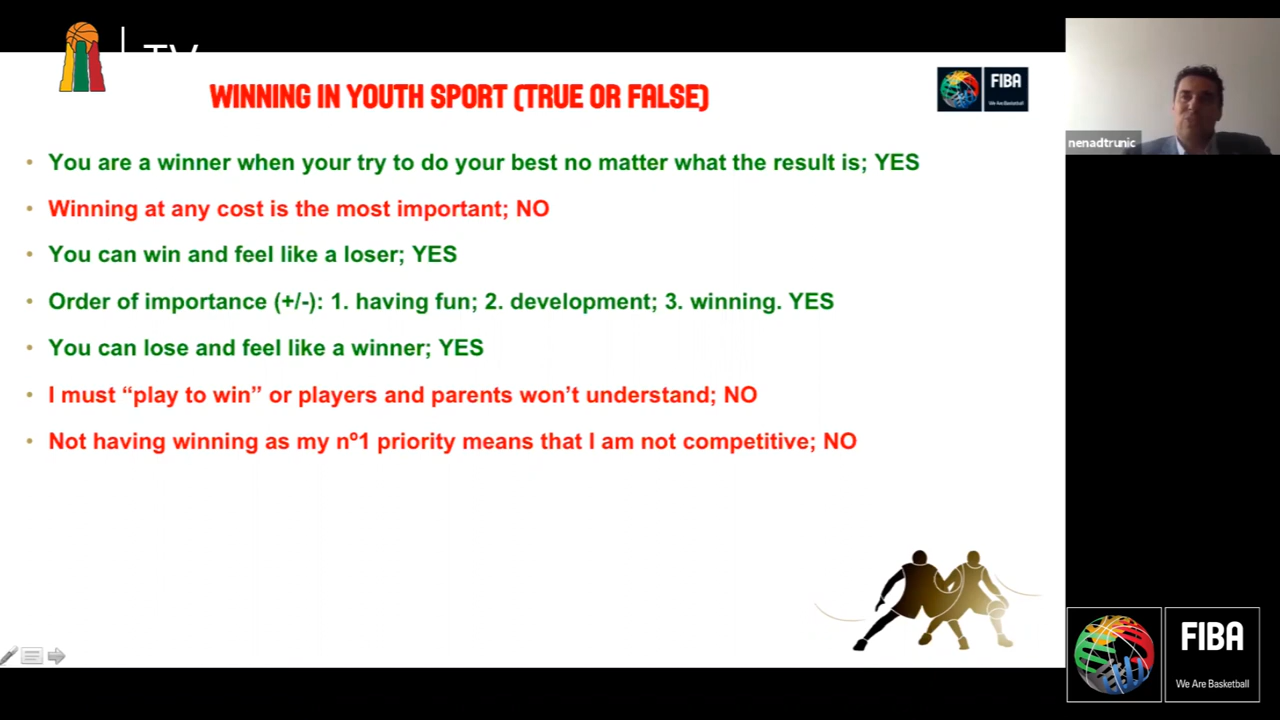 TV
WINNING IN YOUTH SPORT (TRUE OR FALSE)
FIBA
We Are Basketball
nenadtrunic
• You are a winner when your try to do your best no matter what the result is; YES
• Winning at any cost is the most important; NO
• You can win and feel like a loser; YES
• Order of importance (+/-): 1. having fun; 2. development; 3. winning. YES
• You can lose and feel like a winner; YES
• I must “play to win” or players and parents won’t understand; NO
• Not having winning as my nº1 priority means that I am not competitive; NO
FIBA
We Are Basketball